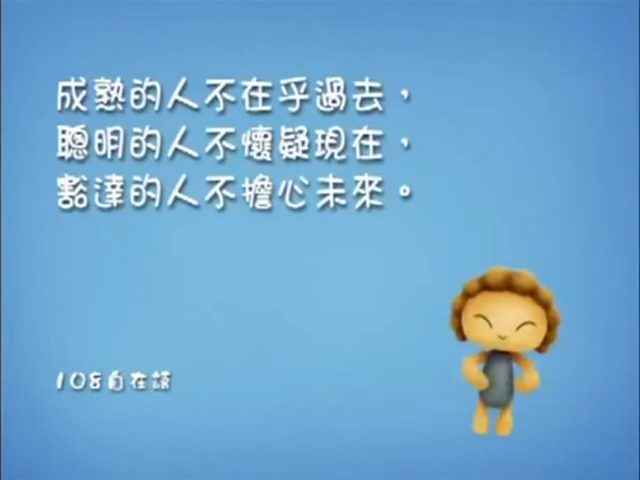 成熟的人不在乎過去，
聰明的人不懷疑現在，
豁達的人不擔心未來。
108自在語